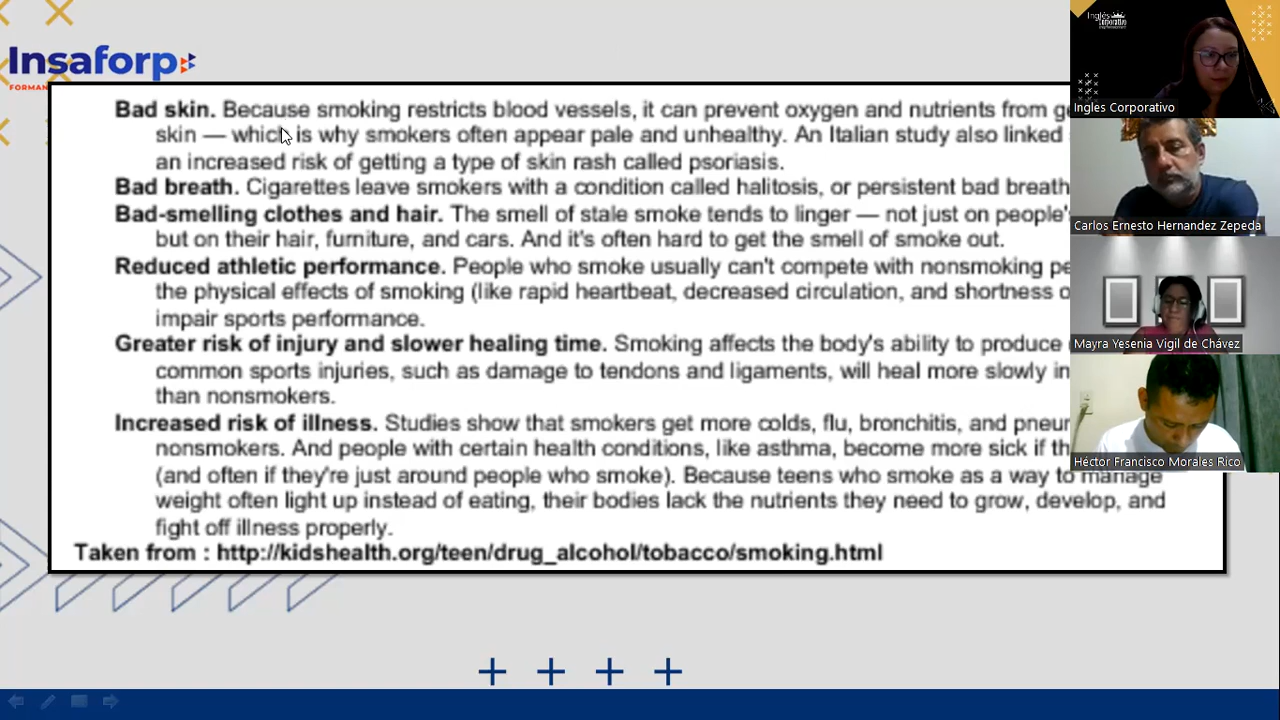 Insaforp
FORMAN
Bad skin. Because smoking restricts blood vessels, it can prevent oxygen and nutrients from
skin — which is why smokers often appear pale and unhealthy. An Italian study also linked
an increased risk of getting a type of skin rash called psoriasis.
Bad breath. Cigarettes leave smokers with a condition called halitosis, or persistent bad breath
Bad-smelling clothes and hair. The smell of stale smoke tends to linger — not just on people's
but on their hair, furniture, and cars. And it's often hard to get the smell of smoke out.
Reduced athletic performance. People who smoke usually can't compete with nonsmoking
the physical effects of smoking (like rapid heartbeat, decreased circulation, and shortness
impair sports performance.
Greater risk of injury and slower healing time. Smoking affects the body's ability to produce
common sports injuries, such as damage to tendons and ligaments, will heal more slowly in
than nonsmokers.
Increased risk of illness. Studies show that smokers get more colds, flu, bronchitis, and
nonsmokers. And people with certain health conditions, like asthma, become more sick if
(and often if they're just around people who smoke). Because teens who smoke as a way to manage
weight often light up instead of eating, their bodies lack the nutrients they need to grow, develop, and
fight off illness properly.
Taken from : http://kidshealth.org/teen/drug_alcohol/tobacco/smoking.html
Inglés
Corporativo
Ingles Corporativo
Carlos Ernesto Hernandez Zepeda
Mayra Yesenia Vigil de Chávez
Héctor Francisco Morales Rico